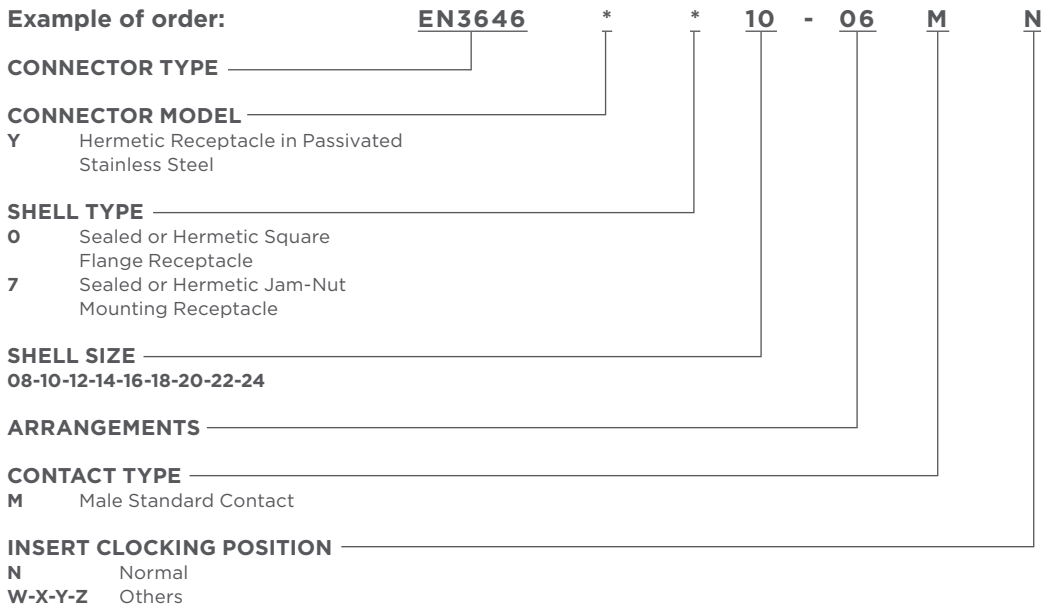 Example of order: EN3646 * * 10 - 06 M N
CONNECTOR TYPE
CONNECTOR MODEL
Y Hermetic Receptacle in Passivated
Stainless Steel
SHELL TYPE
0 Sealed or Hermetic Square
Flange Receptacle
7 Sealed or Hermetic Jam-Nut
Mounting Receptacle
SHELL SIZE
08-10-12-14-16-18-20-22-24
ARRANGEMENTS
CONTACT TYPE
M Male Standard Contact
INSERT CLOCKING POSITION
N Normal
W-X-Y-Z Others